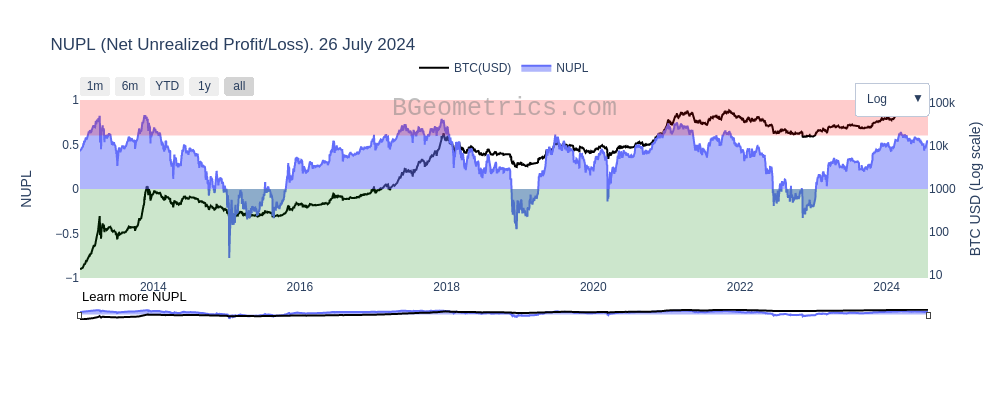 NUPL (Net Unrealized Profit/Loss). 26 July 2024
BTC(USD) NUPL
1m 6m YTD 1y all
Log ▼
BGeometrics.com
1
0.5
0
−0.5
−1
NUPL
100k
10k
1000
100
10
BTC USD (Log scale)
2014 2016 2018 2020 2022 2024
Learn more NUPL